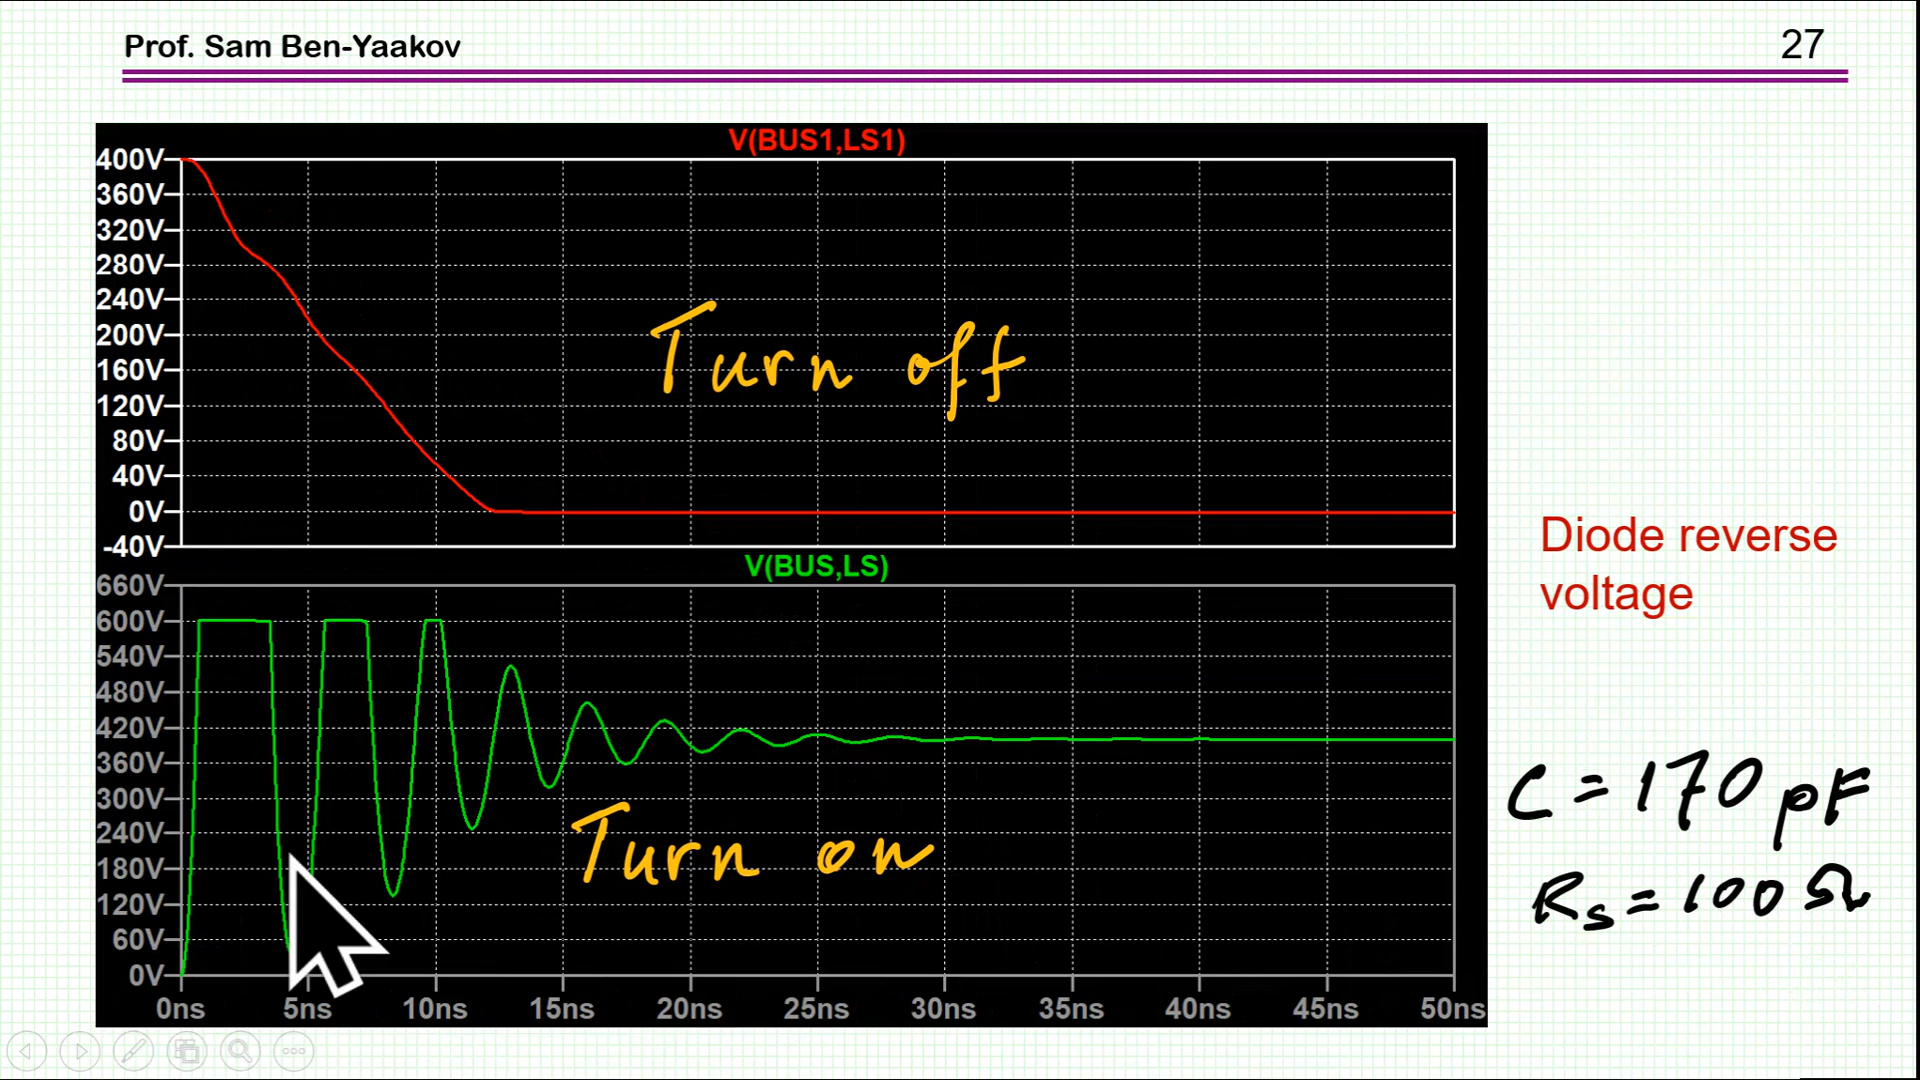 Prof. Sam Ben-Yaakov
27
V(BUS1,LS1)
400V
360V
320V
280V
240V
200V
160V
120V
80V
40V
0V
-40V
Turn off
V(BUS,LS)
660V
600V
540V
480V
420V
360V
300V
240V
180V
120V
60V
0V
Turn on
0ns 5ns 10ns 15ns 20ns 25ns 30ns 35ns 40ns 45ns 50ns
Diode reverse
voltage
C = 170 pF
Rs = 100 Ω